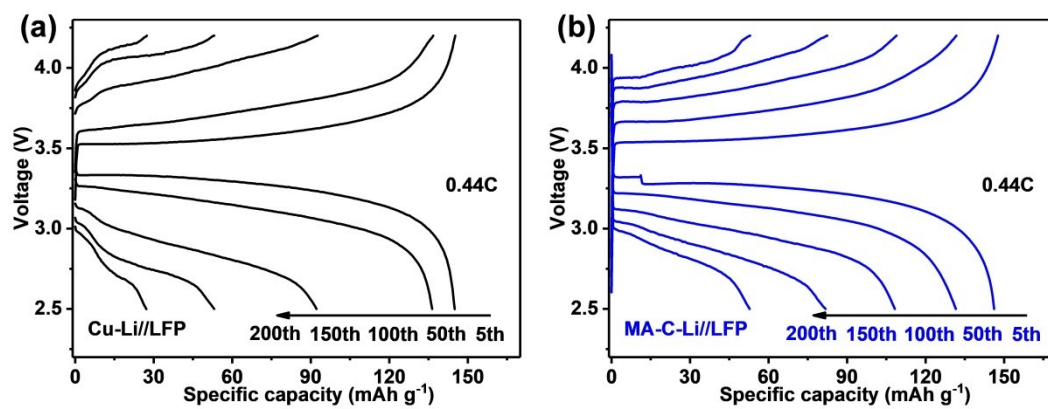 (a)
Voltage (V)
4.0
3.5
3.0
2.5
0.44C
Cu-Li//LFP
200th 150th 100th 50th 5th
0 30 60 90 120 150
Specific capacity (mAh g⁻¹)
(b)
Voltage (V)
4.0
3.5
3.0
2.5
0.44C
MA-C-Li//LFP
200th 150th 100th 50th 5th
0 30 60 90 120 150
Specific capacity (mAh g⁻¹)